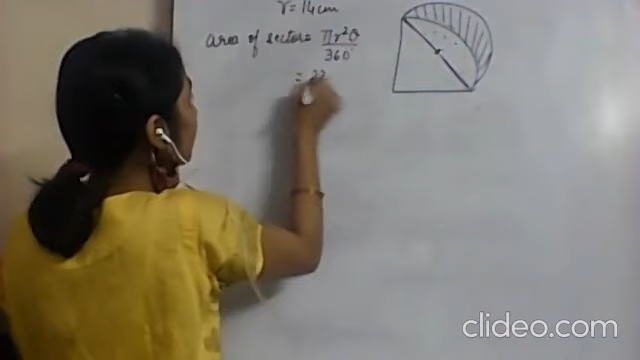 r = 14cm
Area of sector = πr²θ
360°
= 22
clideo.com